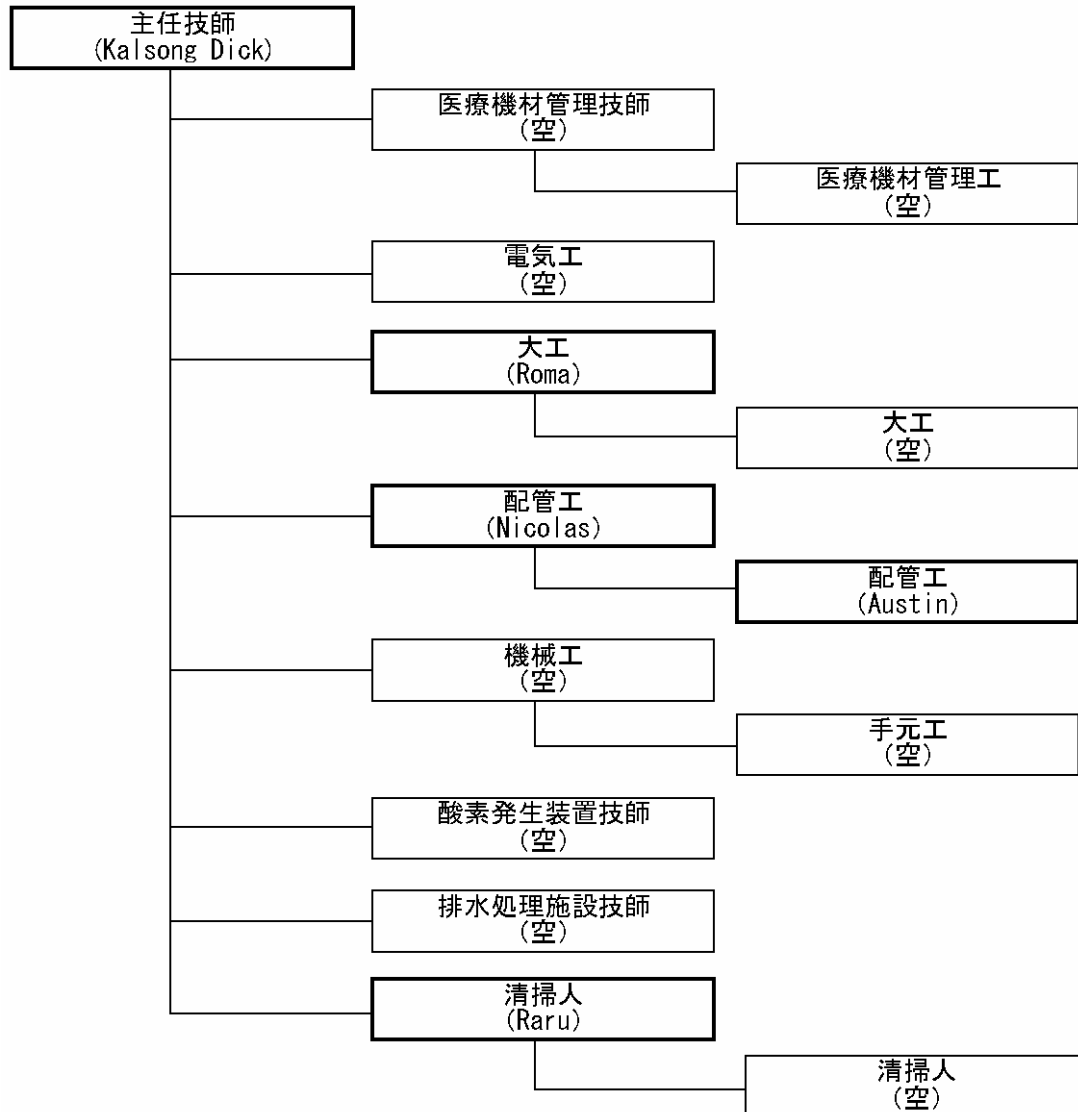 主任技師
(Kalsong Dick)
医療機材管理技師
(空)
医療機材管理工
(空)
電気工
(空)
大工
(Roma)
大工
(空)
配管工
(Nicolas)
配管工
(Austin)
機械工
(空)
手元工
(空)
酸素発生装置技師
(空)
排水処理施設技師
(空)
清掃人
(Raru)
清掃人
(空)